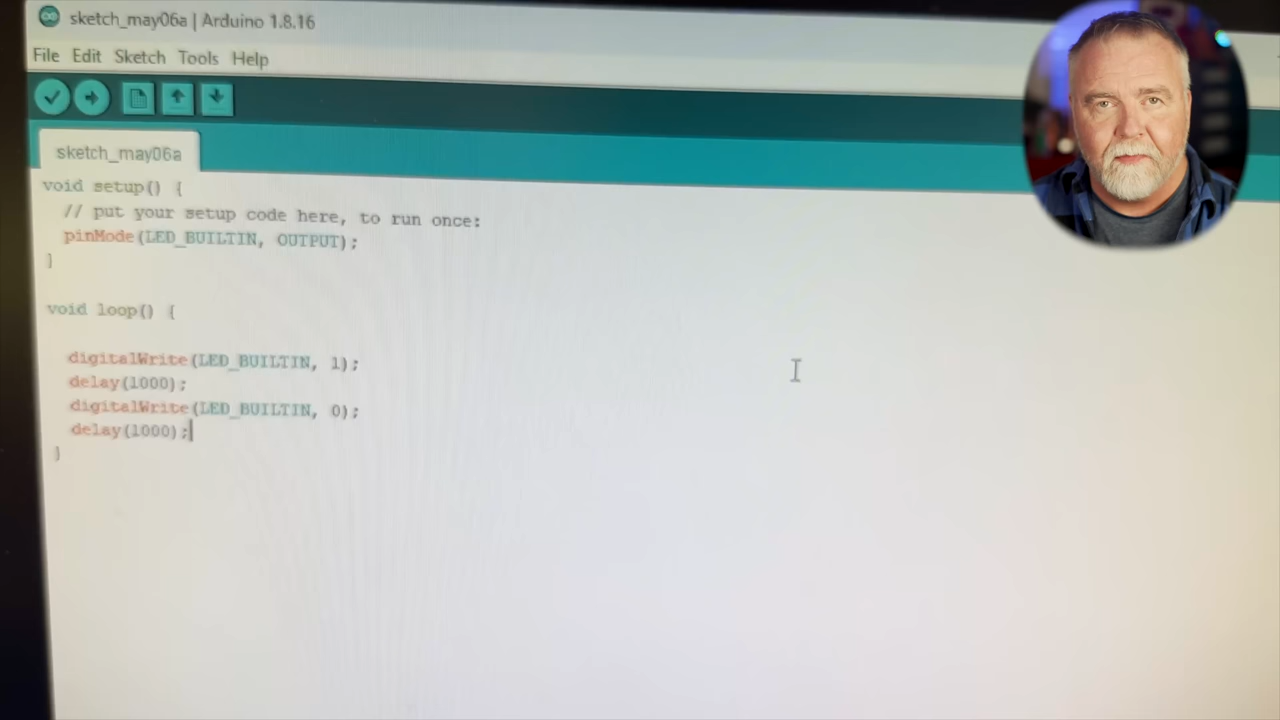 sketch_may06a | Arduino 1.8.16
File Edit Sketch Tools Help
sketch_may06a
void setup() {
  // put your setup code here, to run once:
  pinMode(LED_BUILTIN, OUTPUT);
}
void loop() {
  digitalWrite(LED_BUILTIN, 1);
  delay(1000);
  digitalWrite(LED_BUILTIN, 0);
  delay(1000);
}